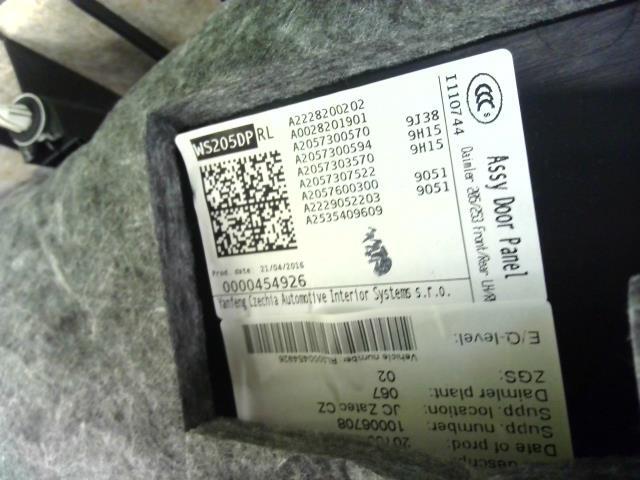 WS205DP RL
A2228200202
A0028201901 9J38
A2057300570 9H15
A2057300594 9H15
A2057303570
A2057307522 9051
A2057600300 9051
A2229052203
A2535409609
Prod. date: 21/04/2016
0000454926
Yanfeng Czechia Automotive Interior Systems s.r.o.
I110744
CCC S
Assy Door Panel
Daimler 205/253 Front/Rear
E/Q-level:
ZGS: 02
Daimler plant: 067
Supp. location: JC Zatec CZ
Supp. number: 10006708
Date of prod
Vehicle number